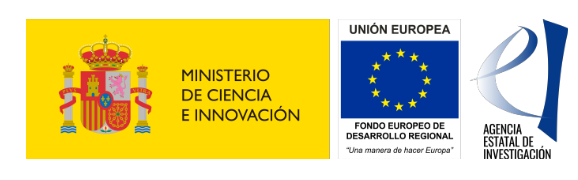 MINISTERIO
DE CIENCIA
E INNOVACIÓN
UNIÓN EUROPEA
FONDO EUROPEO DE
DESARROLLO REGIONAL
"Una manera de hacer Europa"
AGENCIA
ESTATAL DE
INVESTIGACIÓN